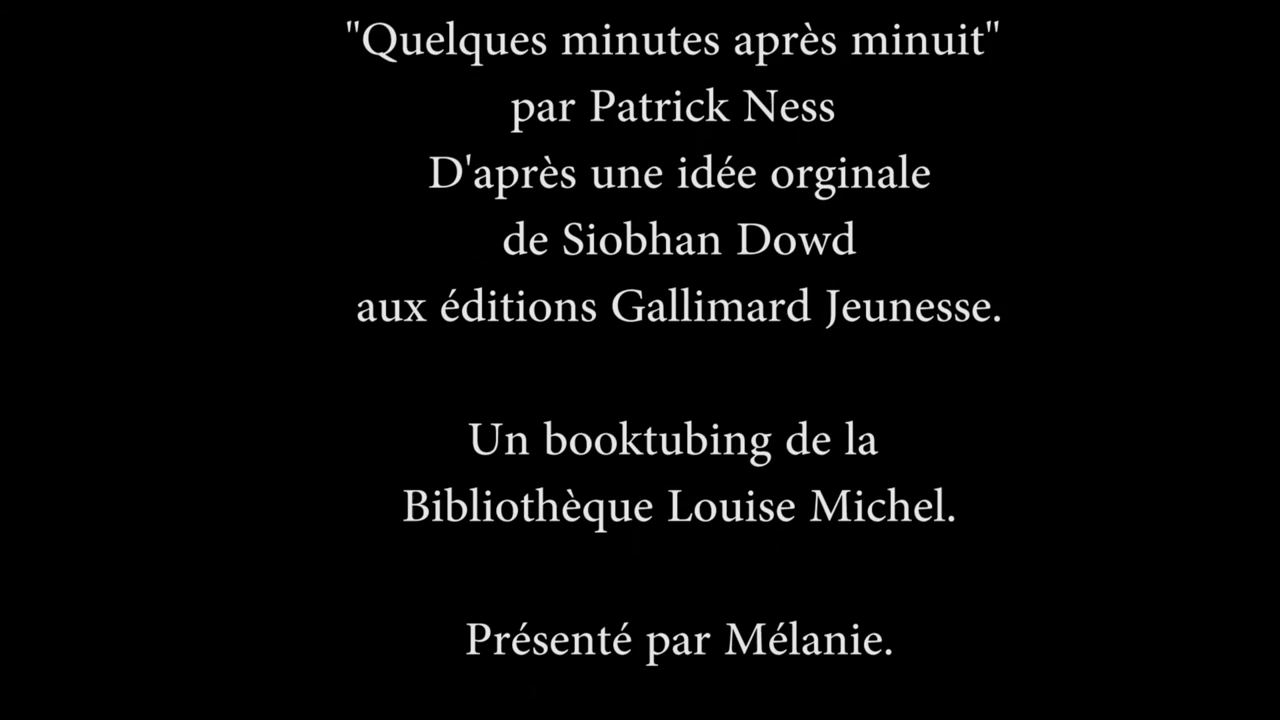 "Quelques minutes après minuit"
par Patrick Ness
D'après une idée orginale
de Siobhan Dowd
aux éditions Gallimard Jeunesse.
Un booktubing de la
Bibliothèque Louise Michel.
Présenté par Mélanie.